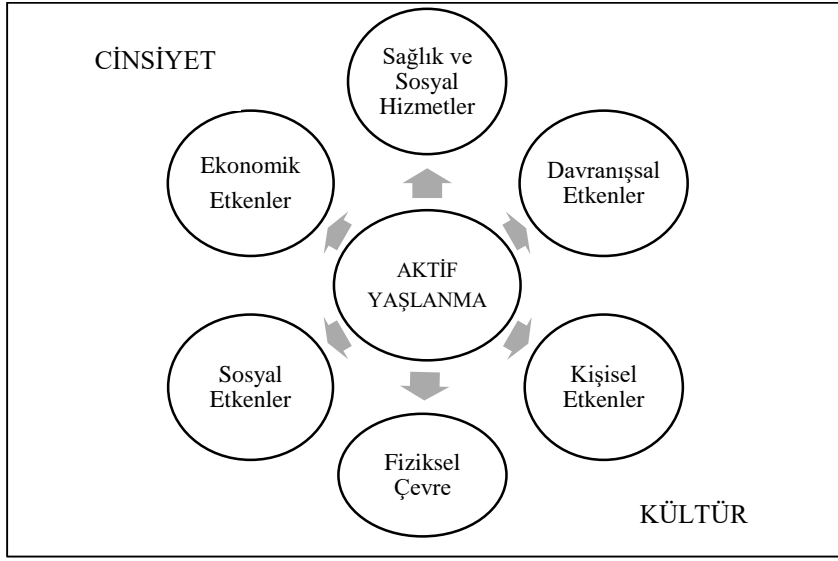 CİNSİYET
Sağlık ve
Sosyal
Hizmetler
Ekonomik
Etkenler
Davranışsal
Etkenler
AKTİF
YAŞLANMA
Sosyal
Etkenler
Kişisel
Etkenler
Fiziksel
Çevre
KÜLTÜR